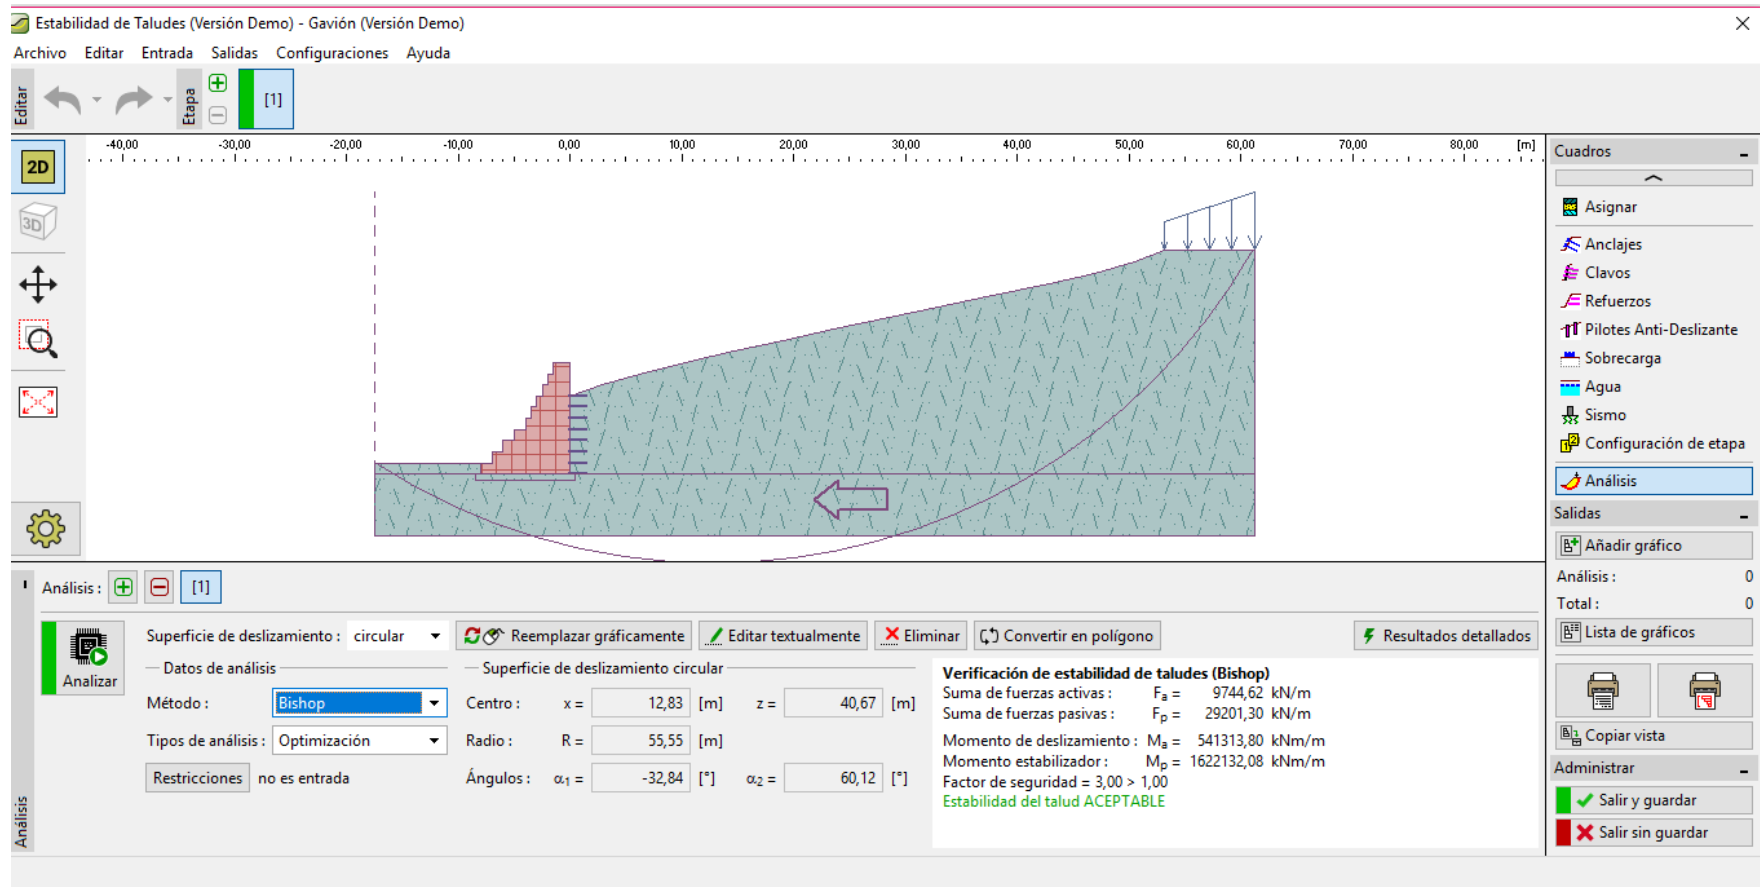 Estabilidad de Taludes (Versión Demo) - Gavión (Versión Demo)
Archivo Editar Entrada Salidas Configuraciones Ayuda
Editar
Etapa
[1]
-40,00 -30,00 -20,00 -10,00 0,00 10,00 20,00 30,00 40,00 50,00 60,00 70,00 80,00 [m]
2D
3D
Cuadros
Asignar
Anclajes
Clavos
Refuerzos
Pilotes Anti-Deslizante
Sobrecarga
Agua
Sismo
Configuración de etapa
Análisis
Salidas
Añadir gráfico
Análisis : 0
Total : 0
Lista de gráficos
Copiar vista
Administrar
Salir y guardar
Salir sin guardar
Análisis
Análisis : [1]
Analizar
Superficie de deslizamiento : circular Reemplazar gráficamente Editar textualmente Eliminar Convertir en polígono Resultados detallados
Datos de análisis
Método : Bishop
Tipos de análisis : Optimización
Restricciones no es entrada
Superficie de deslizamiento circular
Centro : x = 12,83 [m] z = 40,67 [m]
Radio : R = 55,55 [m]
Ángulos : α1 = -32,84 [°] α2 = 60,12 [°]
Verificación de estabilidad de taludes (Bishop)
Suma de fuerzas activas : Fa = 9744,62 kN/m
Suma de fuerzas pasivas : Fp = 29201,30 kN/m
Momento de deslizamiento : Ma = 541313,80 kNm/m
Momento estabilizador : Mp = 1622132,08 kNm/m
Factor de seguridad = 3,00 > 1,00
Estabilidad del talud ACEPTABLE